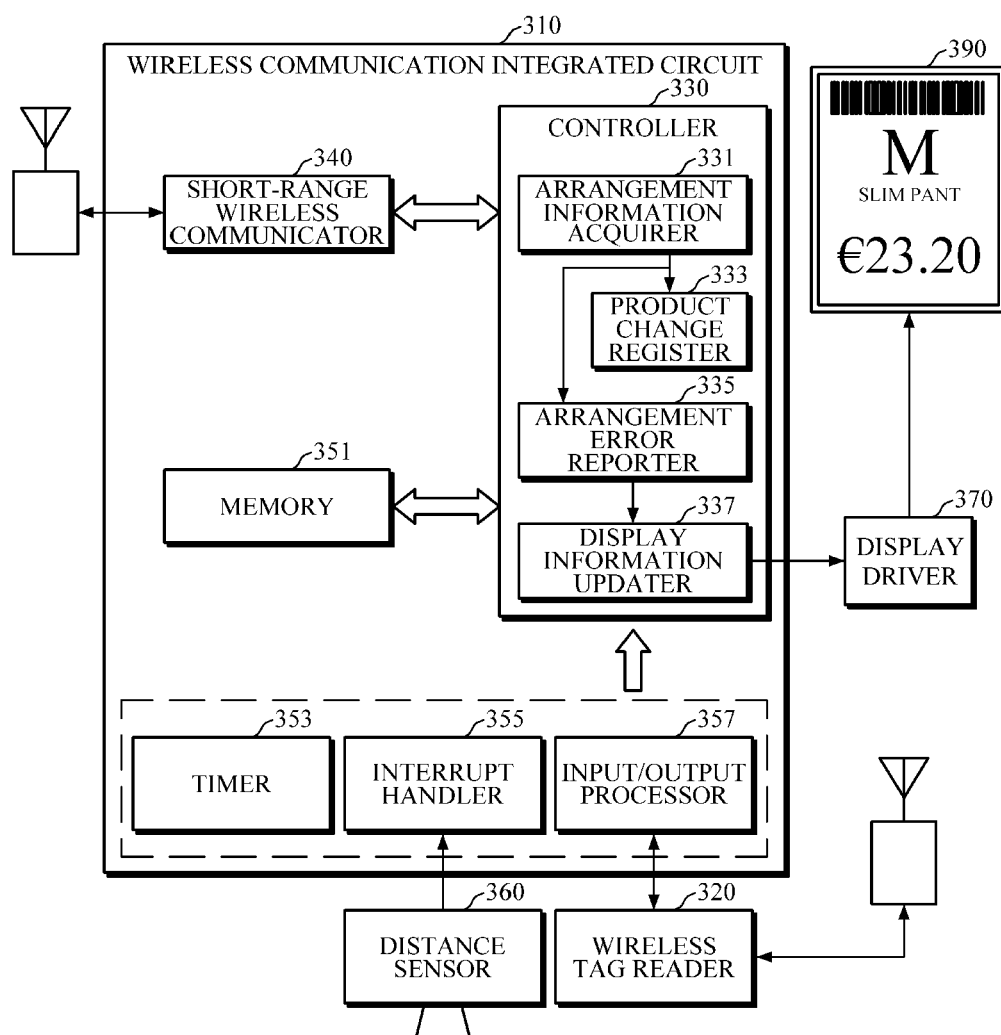 310
WIRELESS COMMUNICATION INTEGRATED CIRCUIT
390
M
SLIM PANT
€23.20
330
CONTROLLER
340
SHORT-RANGE
WIRELESS
COMMUNICATOR
331
ARRANGEMENT
INFORMATION
ACQUIRER
333
PRODUCT
CHANGE
REGISTER
335
ARRANGEMENT
ERROR
REPORTER
351
MEMORY
337
DISPLAY
INFORMATION
UPDATER
370
DISPLAY
DRIVER
353
TIMER
355
INTERRUPT
HANDLER
357
INPUT/OUTPUT
PROCESSOR
360
DISTANCE
SENSOR
320
WIRELESS
TAG READER